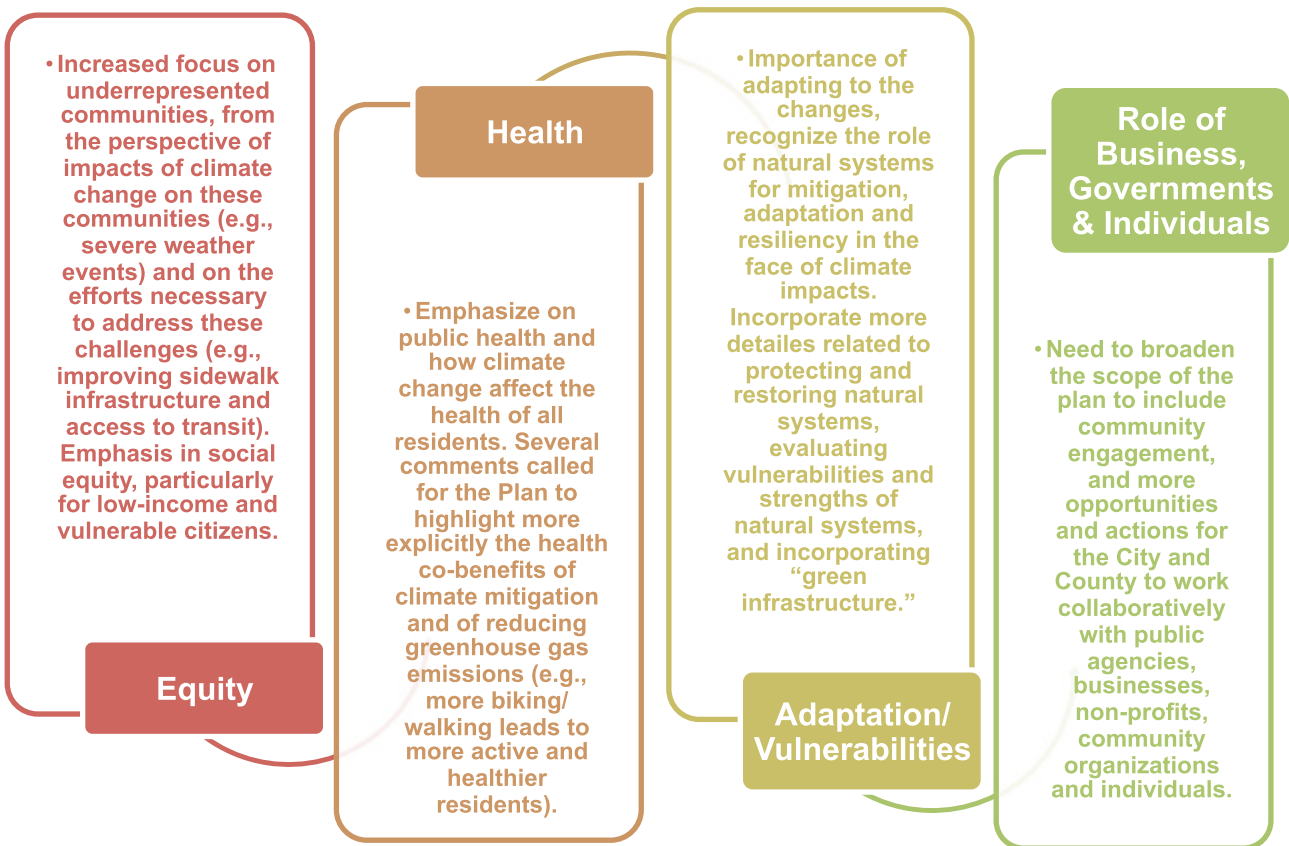 • Increased focus on
underrepresented
communities, from
the perspective of
impacts of climate
change on these
communities (e.g.,
severe weather
events) and on the
efforts necessary
to address these
challenges (e.g.,
improving sidewalk
infrastructure and
access to transit).
Emphasis in social
equity, particularly
for low-income and
vulnerable citizens.
Equity
Health
• Emphasize on
public health and
how climate
change affect the
health of all
residents. Several
comments called
for the Plan to
highlight more
explicitly the health
co-benefits of
climate mitigation
and of reducing
greenhouse gas
emissions (e.g.,
more biking/
walking leads to
more active and
healthier
residents).
• Importance of
adapting to the
changes,
recognize the role
of natural systems
for mitigation,
adaptation and
resiliency in the
face of climate
impacts.
Incorporate more
detailes related to
protecting and
restoring natural
systems,
evaluating
vulnerabilities and
strengths of
natural systems,
and incorporating
“green
infrastructure.”
Adaptation/
Vulnerabilities
Role of
Business,
Governments
& Individuals
• Need to broaden
the scope of the
plan to include
community
engagement,
and more
opportunities
and actions for
the City and
County to work
collaboratively
with public
agencies,
businesses,
non-profits,
community
organizations
and individuals.